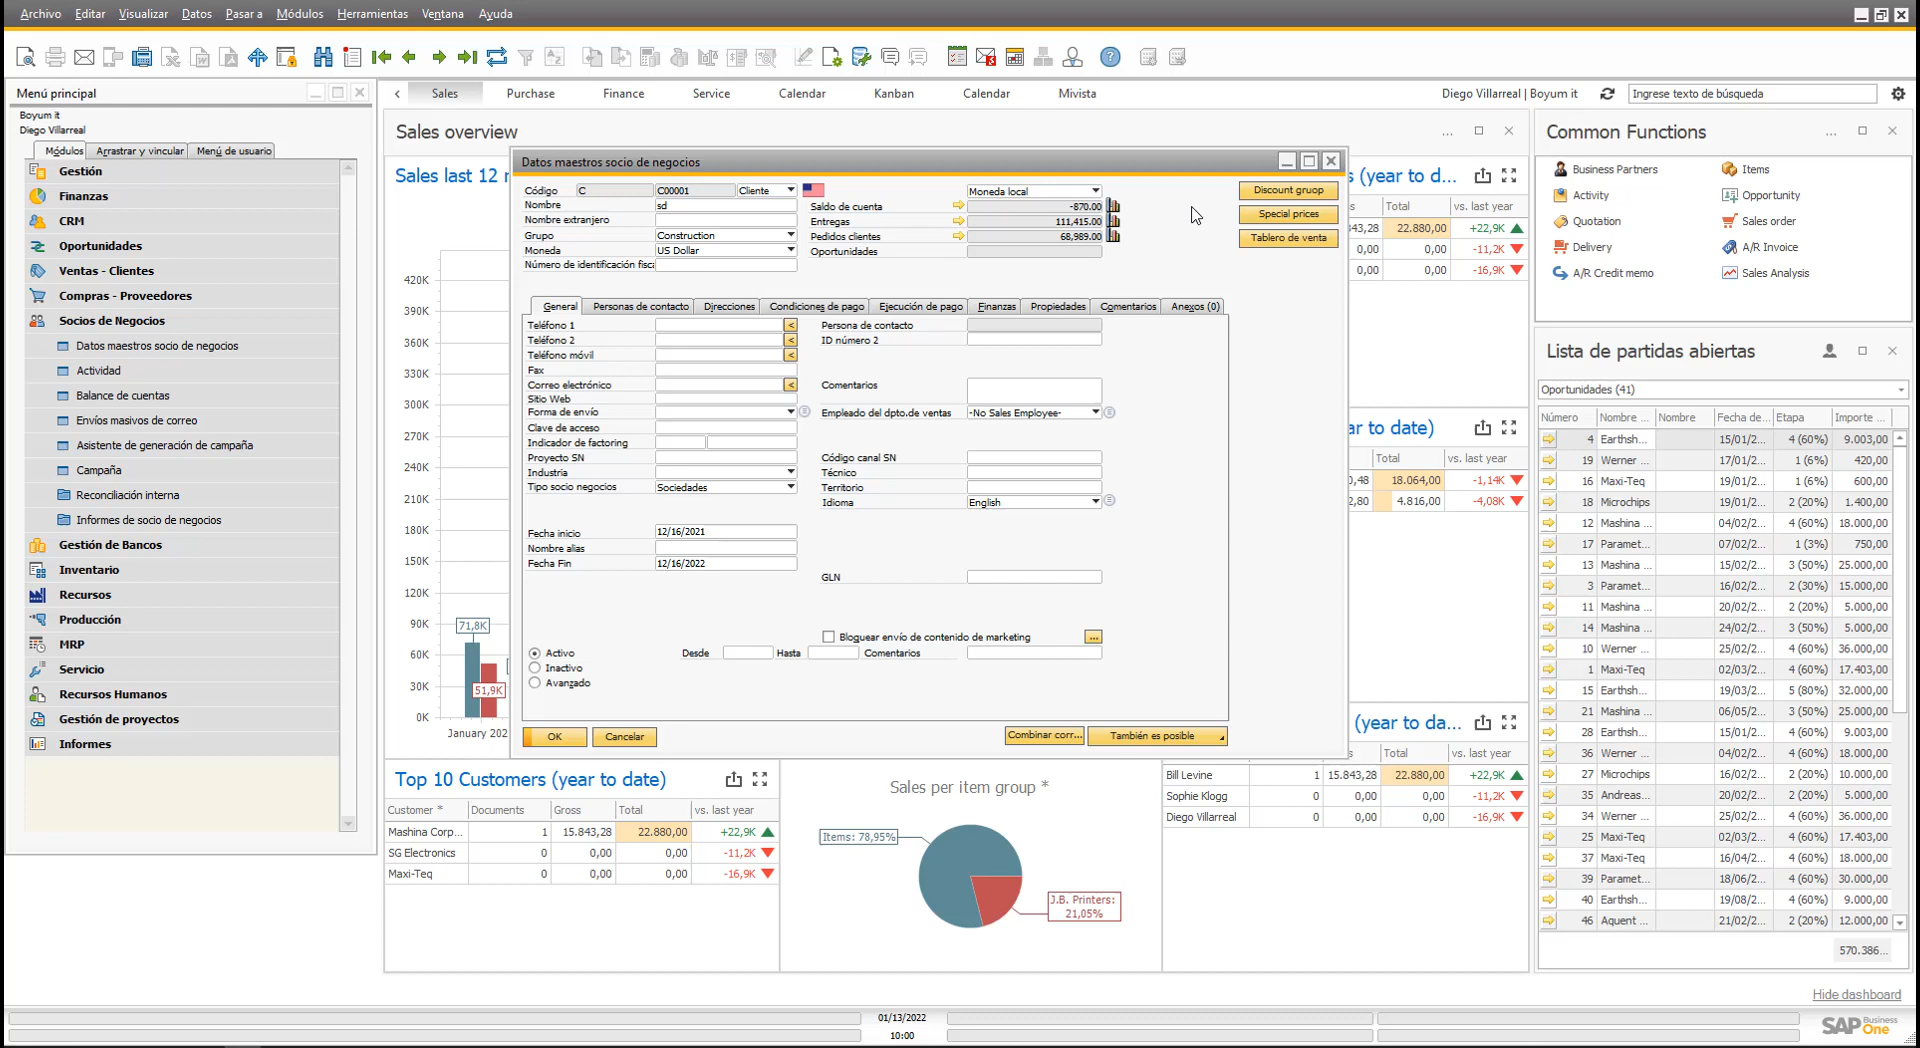 Archivo Editar Visualizar Datos Pasar a Módulos Herramientas Ventana Ayuda
Menú principal
Boyum it
Diego Villarreal
Módulos Arrastrar y vincular Menú de usuario
Gestión
Finanzas
CRM
Oportunidades
Ventas - Clientes
Compras - Proveedores
Socios de Negocios
Datos maestros socio de negocios
Actividad
Balance de cuentas
Envíos masivos de correo
Asistente de generación de campaña
Campaña
Reconciliación interna
Informes de socio de negocios
Gestión de Bancos
Inventario
Recursos
Producción
MRP
Servicio
Recursos Humanos
Gestión de proyectos
Informes
Sales Purchase Finance Service Calendar Kanban Calendar Mivista
Diego Villarreal | Boyum it Ingrese texto de búsqueda
Sales overview
Sales last 12
420K
390K
360K
330K
300K
270K
240K
210K
180K
150K
120K
90K
60K
30K
0K
71,8K
51,9K
January 202
Datos maestros socio de negocios
Código C C00001 Cliente
Nombre sd
Nombre extranjero
Grupo Construction
Moneda US Dollar
Número de identificación fisca
Moneda local
Saldo de cuenta -870.00
Entregas 111,415.00
Pedidos clientes 68,989.00
Oportunidades
Discount gruop
Special prices
Tablero de venta
General Personas de contacto Direcciones Condiciones de pago Ejecución de pago Finanzas Propiedades Comentarios Anexos (0)
Teléfono 1
Teléfono 2
Teléfono móvil
Fax
Correo electrónico
Sitio Web
Forma de envío
Clave de acceso
Indicador de factoring
Proyecto SN
Industria
Tipo socio negocios Sociedades
Fecha inicio 12/16/2021
Nombre alias
Fecha Fin 12/16/2022
Persona de contacto
ID número 2
Comentarios
Empleado del dpto.de ventas -No Sales Employee-
Código canal SN
Técnico
Territorio
Idioma English
GLN
Bloquear envío de contenido de marketing ...
Activo Desde Hasta Comentarios
Inactivo
Avanzado
OK Cancelar Combinar corr... También es posible
s (year to d...
Total vs. last year
843,28 22.880,00 +22,9K
0,00 0,00 -11,2K
0,00 0,00 -16,9K
ar to date)
Total vs. last year
0,48 18.064,00 -1,14K
2,80 4.816,00 -4,08K
(year to da...
Total vs. last year
Bill Levine 1 15.843,28 22.880,00 +22,9K
Sophie Klogg 0 0,00 0,00 -11,2K
Diego Villarreal 0 0,00 0,00 -16,9K
Top 10 Customers (year to date)
Customer * Documents Gross Total vs. last year
Mashina Corp... 1 15.843,28 22.880,00 +22,9K
SG Electronics 0 0,00 0,00 -11,2K
Maxi-Teq 0 0,00 0,00 -16,9K
Sales per item group *
Items: 78,95%
J.B. Printers:
21,05%
Common Functions
Business Partners Items
Activity Opportunity
Quotation Sales order
Delivery A/R Invoice
A/R Credit memo Sales Analysis
Lista de partidas abiertas
Oportunidades (41)
Número Nombre ... Nombre Fecha de... Etapa Importe ...
4 Earthsh... 15/01/2... 4 (60%) 9.003,00
19 Werner ... 17/01/2... 1 (6%) 420,00
16 Maxi-Teq 19/01/2... 1 (6%) 600,00
18 Microchips 19/01/2... 2 (20%) 1.400,00
12 Mashina ... 04/02/2... 4 (60%) 18.000,00
17 Paramet... 07/02/2... 1 (3%) 750,00
13 Mashina ... 15/02/2... 3 (50%) 25.000,00
3 Paramet... 16/02/2... 2 (30%) 15.000,00
11 Mashina ... 20/02/2... 2 (20%) 5.000,00
14 Mashina ... 24/02/2... 3 (50%) 5.000,00
10 Werner ... 25/02/2... 4 (60%) 36.000,00
1 Maxi-Teq 02/03/2... 4 (60%) 17.403,00
15 Earthsh... 19/03/2... 5 (80%) 32.000,00
21 Mashina ... 06/05/2... 3 (50%) 25.000,00
28 Earthsh... 15/01/2... 4 (60%) 9.003,00
36 Werner ... 04/02/2... 4 (60%) 18.000,00
27 Microchips 16/02/2... 2 (20%) 10.000,00
35 Andreas... 20/02/2... 2 (20%) 5.000,00
34 Werner ... 25/02/2... 4 (60%) 36.000,00
25 Maxi-Teq 02/03/2... 4 (60%) 17.403,00
37 Maxi-Teq 16/04/2... 4 (60%) 18.000,00
39 Paramet... 18/06/2... 4 (60%) 30.000,00
40 Earthsh... 19/08/2... 4 (60%) 9.000,00
46 Aquent ... 21/02/2... 2 (20%) 12.000,00
570.386...
Hide dashboard
01/13/2022
10:00
SAP Business One